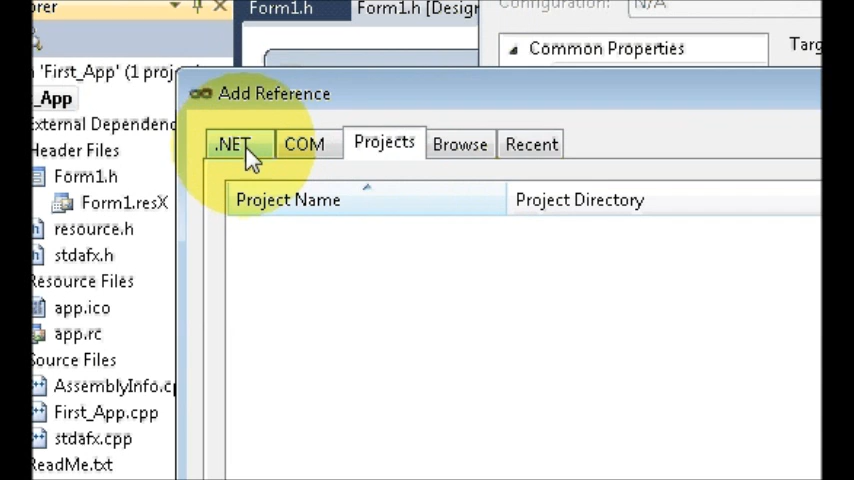 orer
Form1.h
Form1.h [Design
Configuration:
N/A
Common Properties
Targ
'First_App' (1 proj
_App
External Dependenc
Header Files
Form1.h
Form1.resX
resource.h
stdafx.h
Resource Files
app.ico
app.rc
Source Files
AssemblyInfo.cp
First_App.cpp
stdafx.cpp
ReadMe.txt
Add Reference
.NET
COM
Projects
Browse
Recent
Project Name
Project Directory